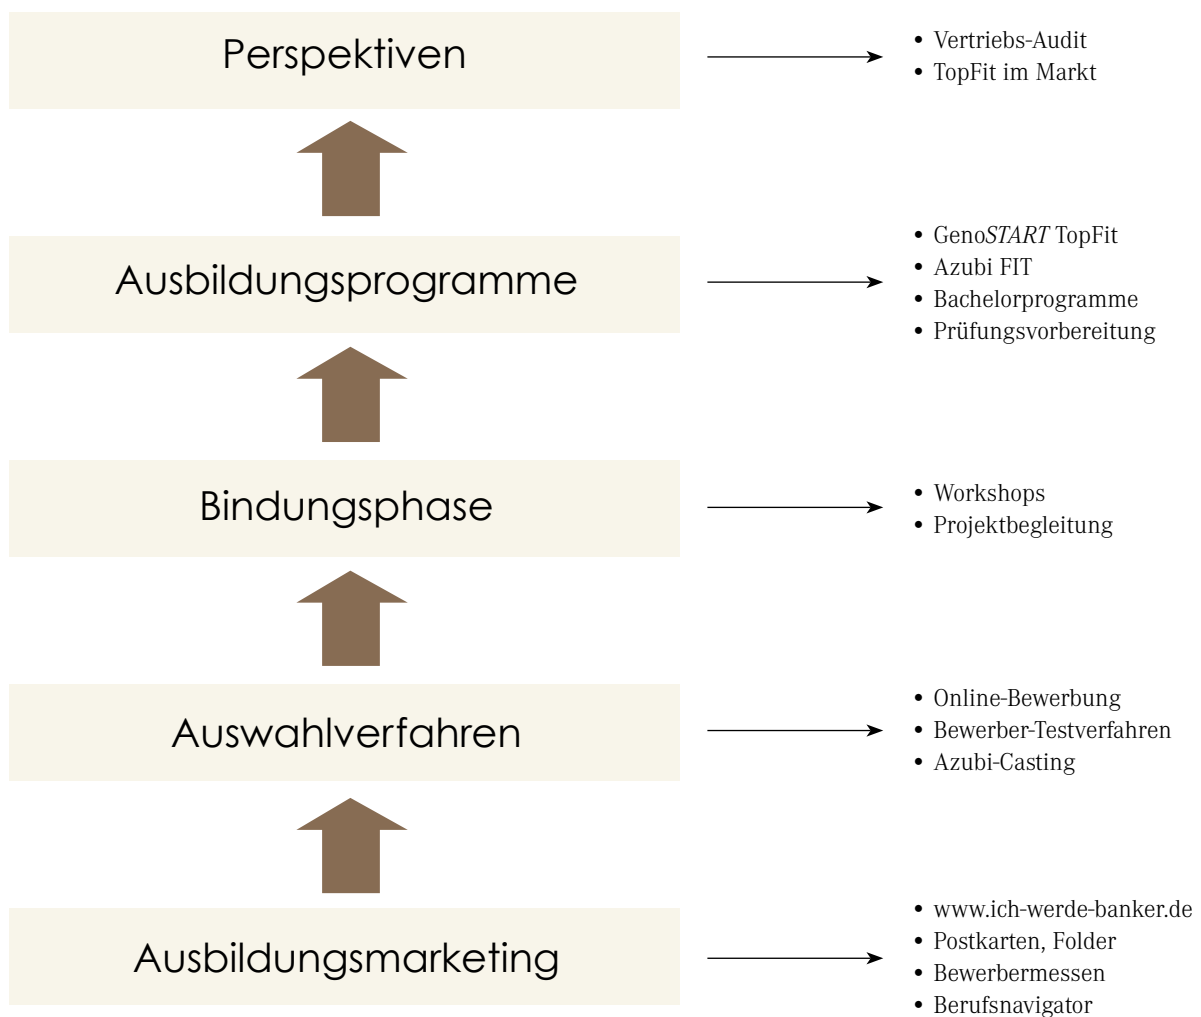 Perspektiven
• Vertriebs-Audit
• TopFit im Markt
Ausbildungsprogramme
• GenoSTART TopFit
• Azubi FIT
• Bachelorprogramme
• Prüfungsvorbereitung
Bindungsphase
• Workshops
• Projektbegleitung
Auswahlverfahren
• Online-Bewerbung
• Bewerber-Testverfahren
• Azubi-Casting
Ausbildungsmarketing
• www.ich-werde-banker.de
• Postkarten, Folder
• Bewerbermessen
• Berufsnavigator